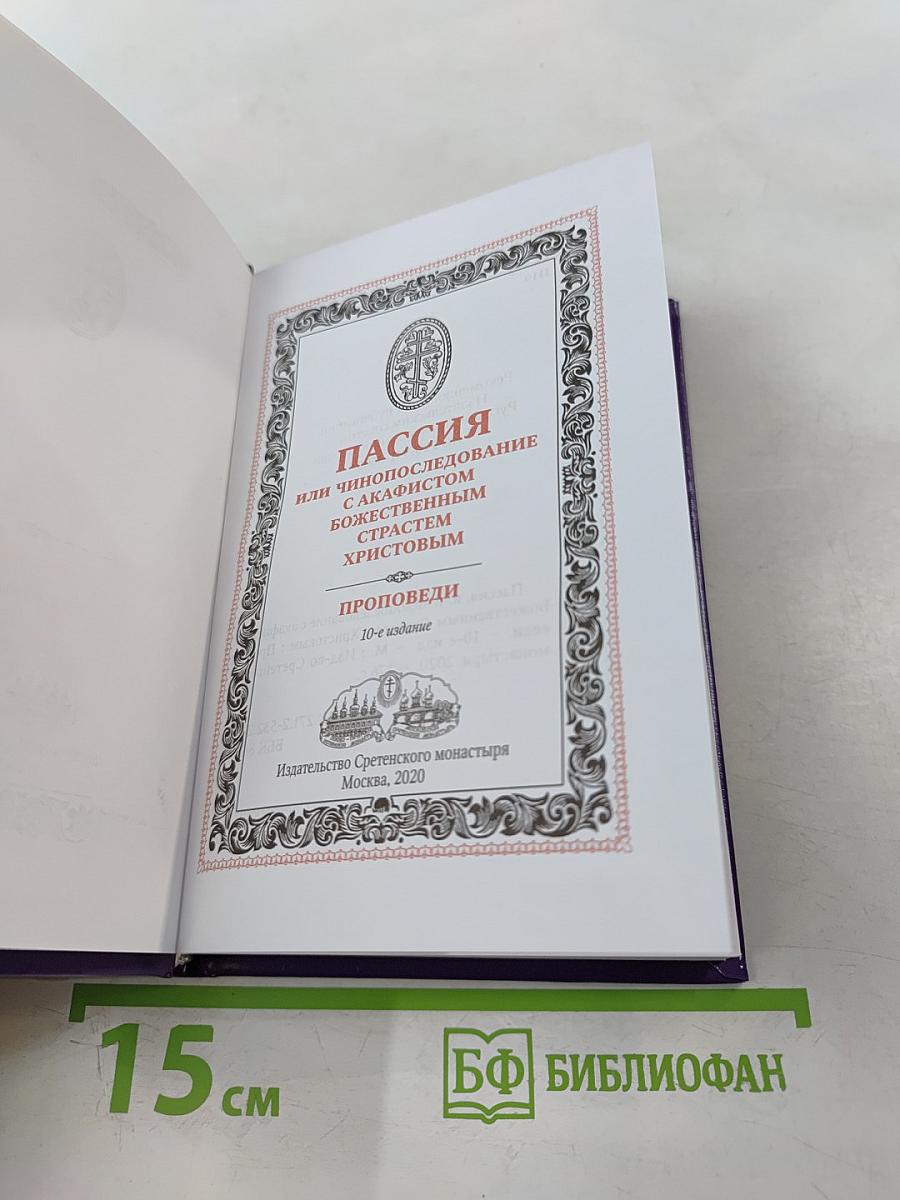 ПАССИЯ
ИЛИ ЧИНОПОСЛЕДОВАНИЕ
С АКАФИСТОМ
БОЖЕСТВЕННЫМ
СТРАСТЕМ
ХРИСТОВЫМ
ПРОПОВЕДИ
10-е издание
Издательство Сретенского монастыря
Москва, 2020
15 см
БФ БИБЛИОФАН